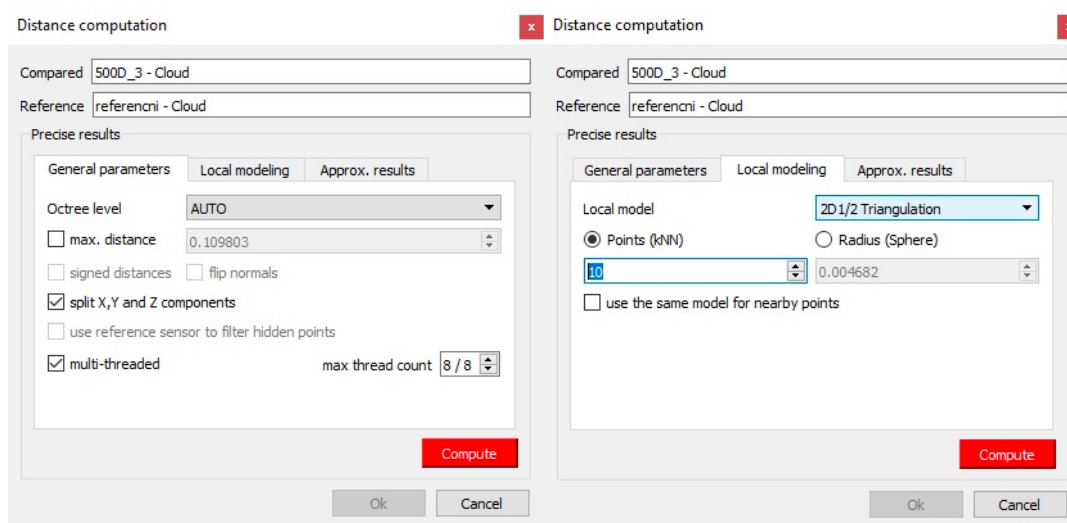 Distance computation
x
Compared 500D_3 - Cloud
Reference referencni - Cloud
Precise results
General parameters Local modeling Approx. results
Octree level AUTO
max. distance 0.109803
signed distances flip normals
split X,Y and Z components
use reference sensor to filter hidden points
multi-threaded max thread count 8 / 8
Compute
Ok Cancel
Distance computation
Compared 500D_3 - Cloud
Reference referencni - Cloud
Precise results
General parameters Local modeling Approx. results
Local model 2D1/2 Triangulation
Points (kNN) Radius (Sphere)
10 0.004682
use the same model for nearby points
Compute
Ok Cancel